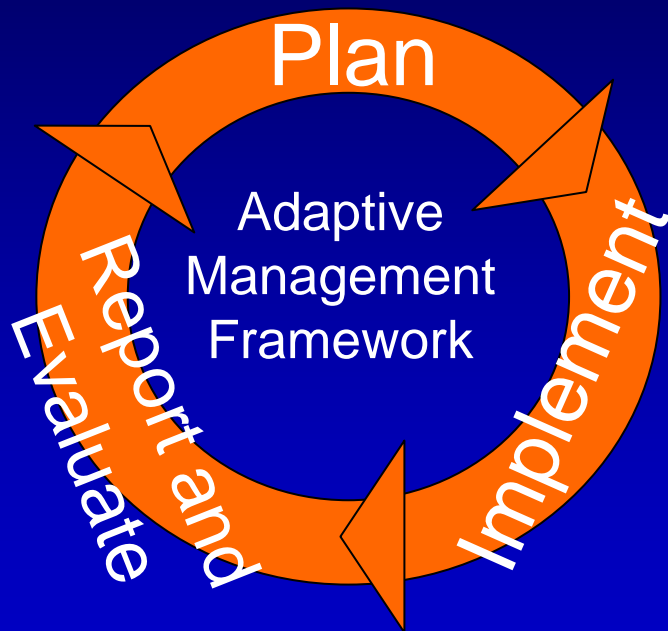 Plan
Adaptive
Management
Framework
Implement
Report and
Evaluate